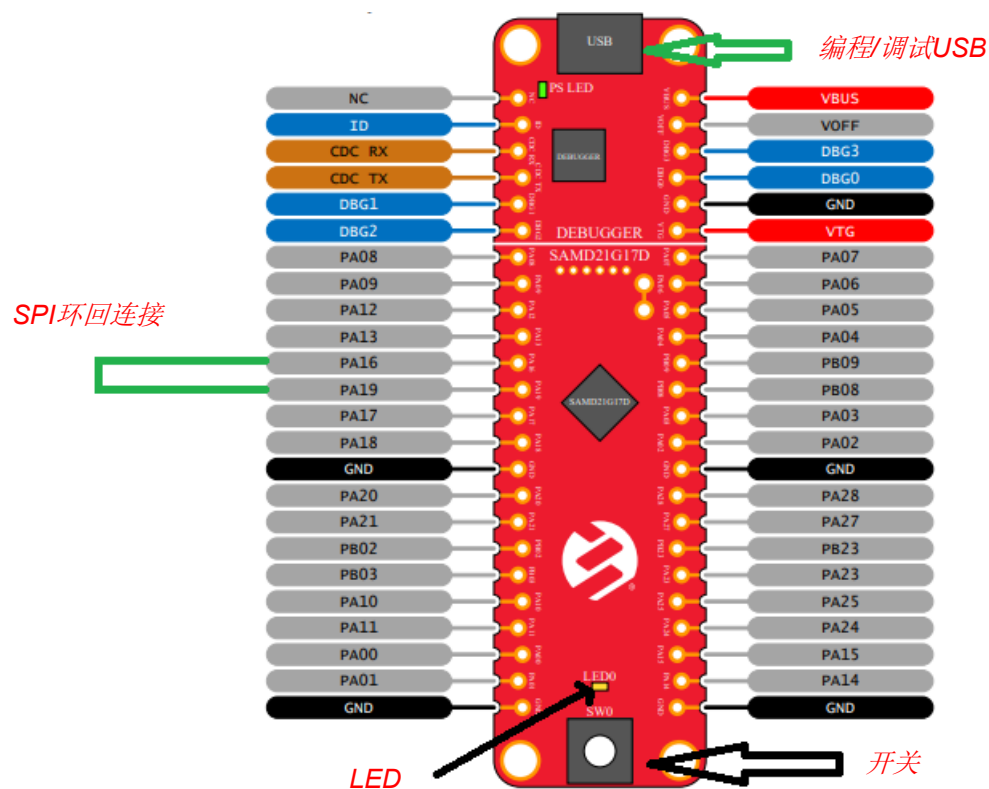 USB
编程/调试USB
PS LED
NC
VBUS
ID
VOFF
CDC RX
DBG3
CDC TX
DBG0
DBG1
GND
DBG2
VTG
DEBUGGER
DEBUGGER
SAMD21G17D
PA08
PA07
PA09
PA06
PA12
PA05
SPI环回连接
PA13
PA04
PA16
PB09
PA19
PB08
SAMD21G17D
PA17
PA03
PA18
PA02
GND
GND
PA20
PA28
PA21
PA27
PB02
PB23
PB03
PA23
PA10
PA25
PA11
PA24
PA00
PA15
PA01
PA14
LED0
GND
GND
SW0
LED
开关